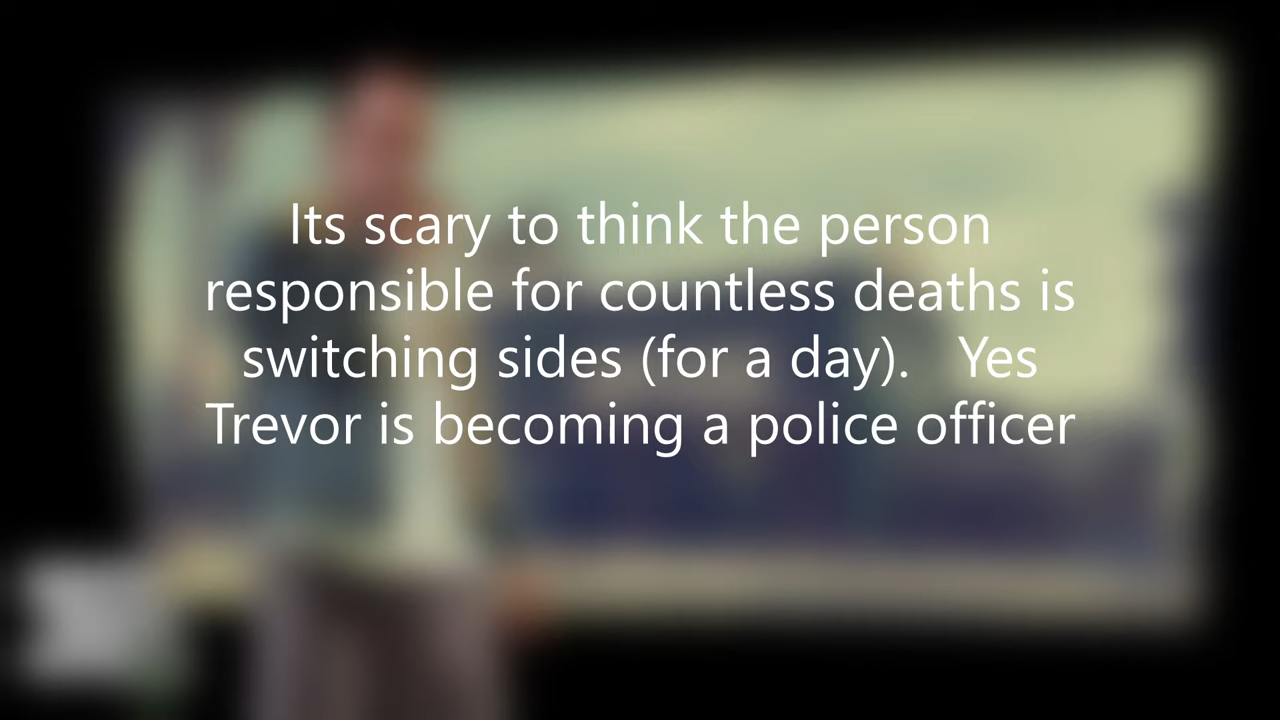 Its scary to think the person
responsible for countless deaths is
switching sides (for a day).   Yes
Trevor is becoming a police officer